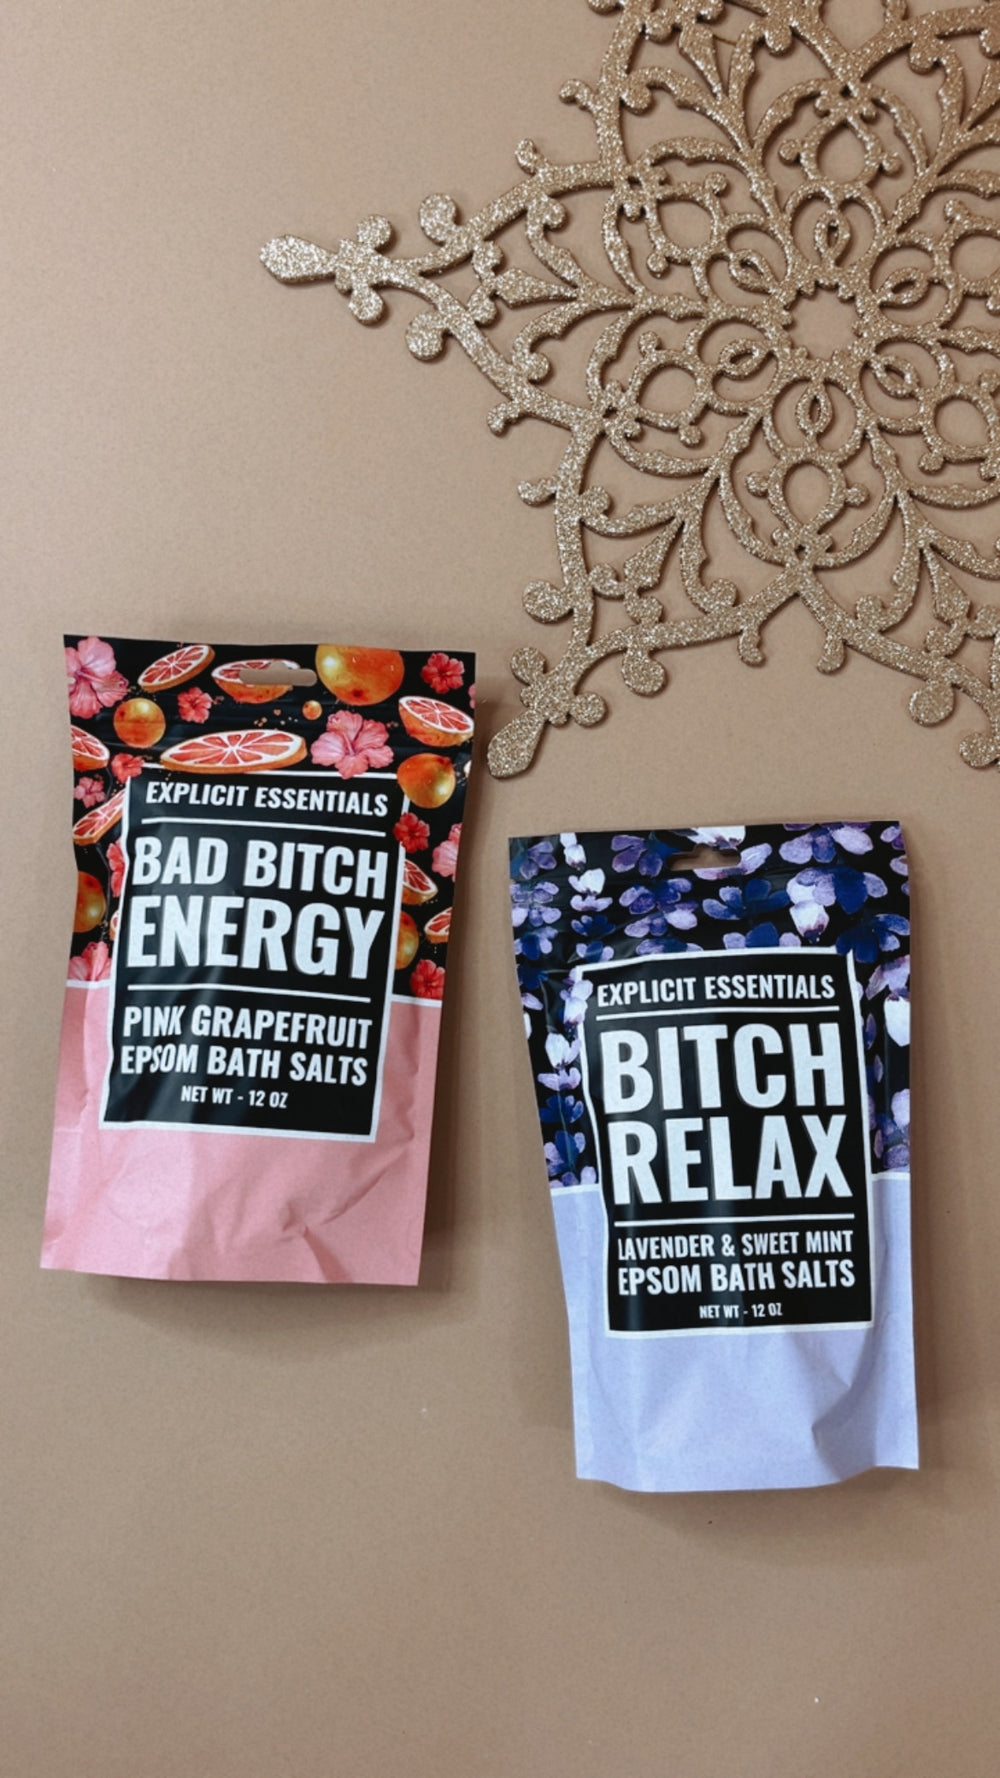 EXPLICIT ESSENTIALS
BAD BITCH
ENERGY
PINK GRAPEFRUIT
EPSOM BATH SALTS
NET WT - 12 OZ
EXPLICIT ESSENTIALS
BITCH
RELAX
LAVENDER & SWEET MINT
EPSOM BATH SALTS
NET WT - 12 OZ